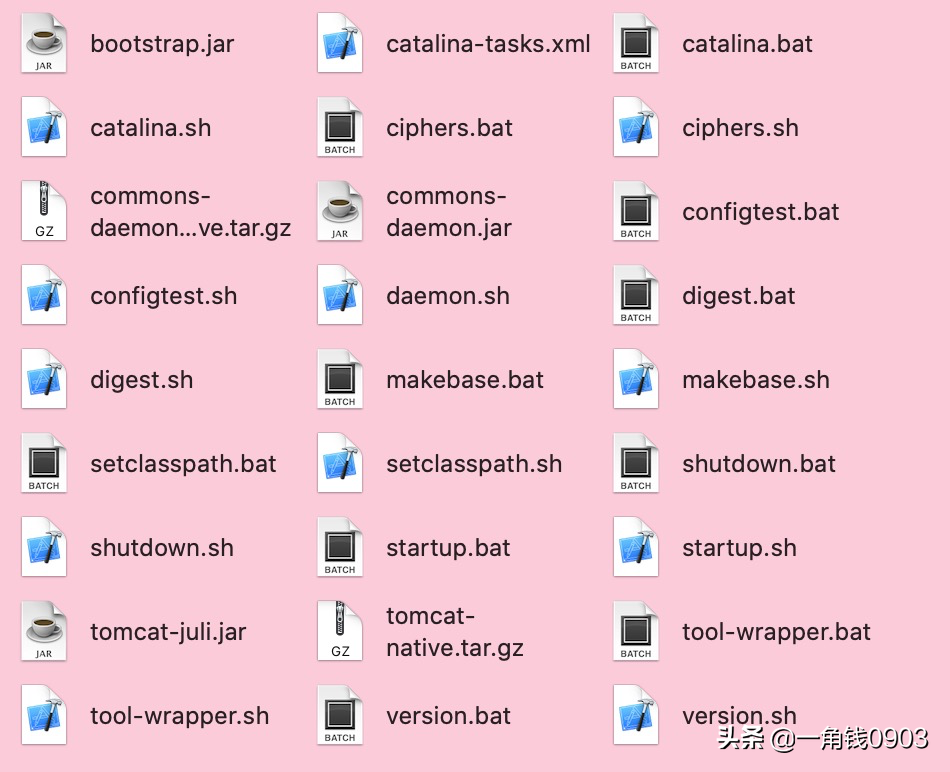 JAR
bootstrap.jar
catalina-tasks.xml
BATCH
catalina.bat
catalina.sh
BATCH
ciphers.bat
ciphers.sh
GZ
commons-
daemon...ve.tar.gz
JAR
commons-
daemon.jar
BATCH
configtest.bat
configtest.sh
daemon.sh
BATCH
digest.bat
digest.sh
BATCH
makebase.bat
makebase.sh
BATCH
setclasspath.bat
setclasspath.sh
BATCH
shutdown.bat
shutdown.sh
BATCH
startup.bat
startup.sh
JAR
tomcat-juli.jar
GZ
tomcat-
native.tar.gz
BATCH
tool-wrapper.bat
tool-wrapper.sh
BATCH
version.bat
version.sh
头条 @一角钱0903